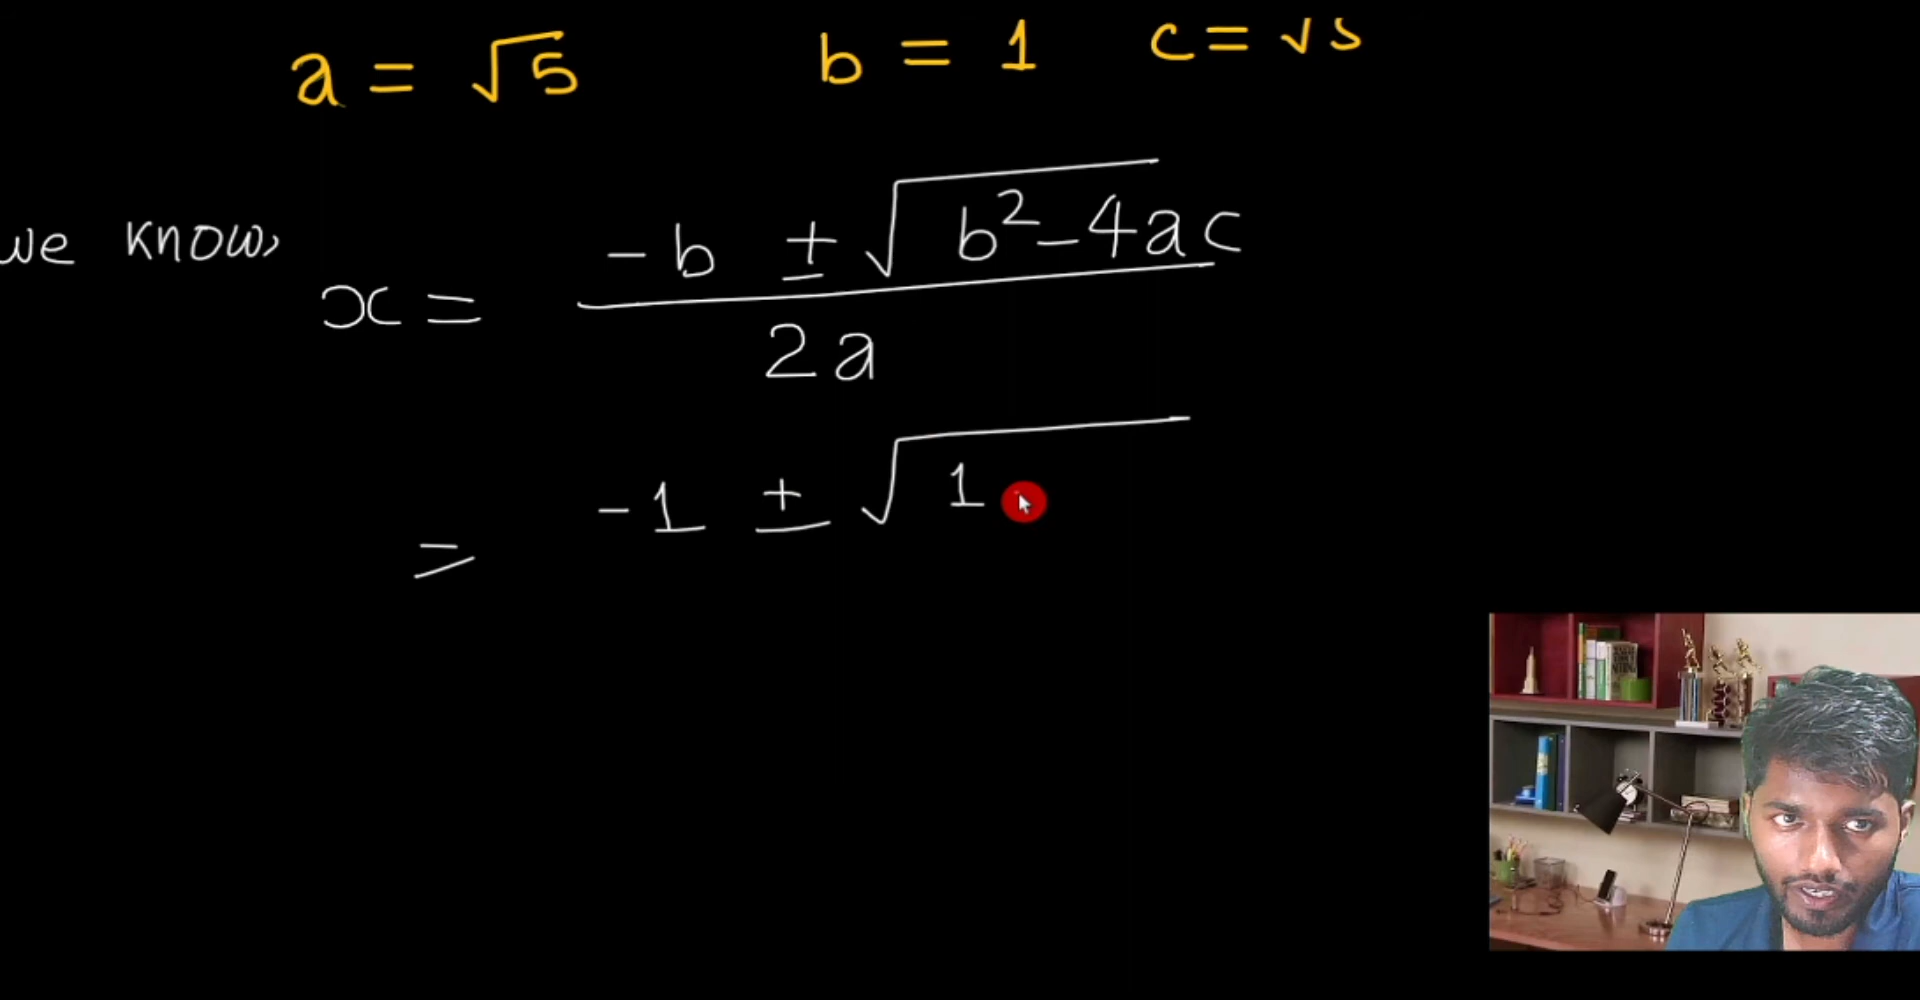 a = √5 b = 1 c = √5
we know,
x = (-b ± √(b² - 4ac)) / 2a
= -1 ± √1